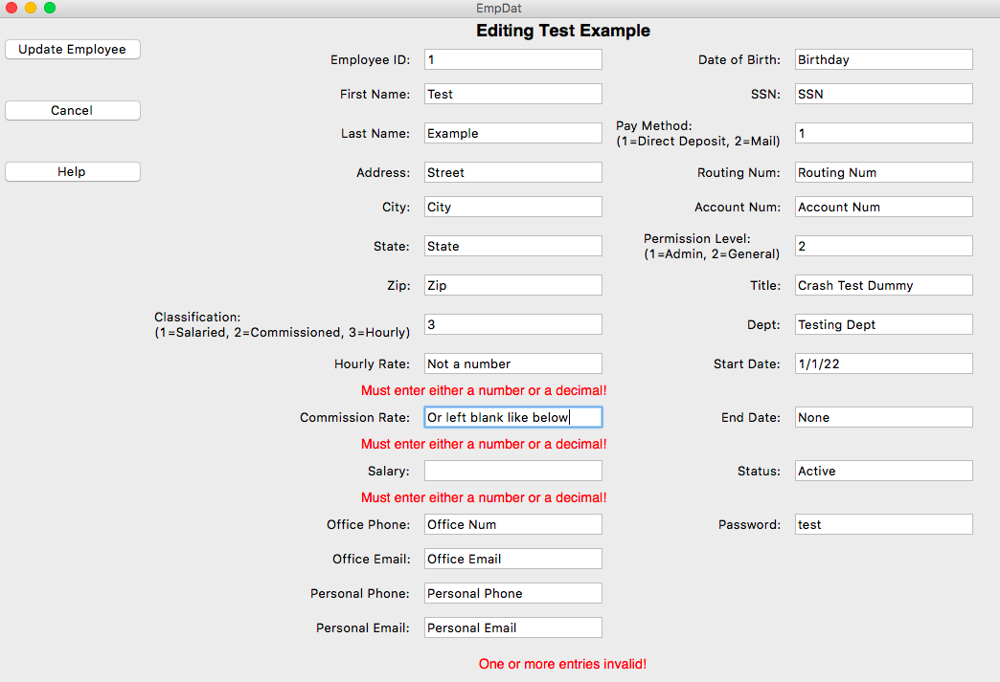 EmpDat
Editing Test Example
Update Employee
Cancel
Help
Employee ID: 1
First Name: Test
Last Name: Example
Address: Street
City: City
State: State
Zip: Zip
Classification:
(1=Salaried, 2=Commissioned, 3=Hourly) 3
Hourly Rate: Not a number
Must enter either a number or a decimal!
Commission Rate: Or left blank like below
Must enter either a number or a decimal!
Salary:
Must enter either a number or a decimal!
Office Phone: Office Num
Office Email: Office Email
Personal Phone: Personal Phone
Personal Email: Personal Email
Date of Birth: Birthday
SSN: SSN
Pay Method:
(1=Direct Deposit, 2=Mail) 1
Routing Num: Routing Num
Account Num: Account Num
Permission Level:
(1=Admin, 2=General) 2
Title: Crash Test Dummy
Dept: Testing Dept
Start Date: 1/1/22
End Date: None
Status: Active
Password: test
One or more entries invalid!